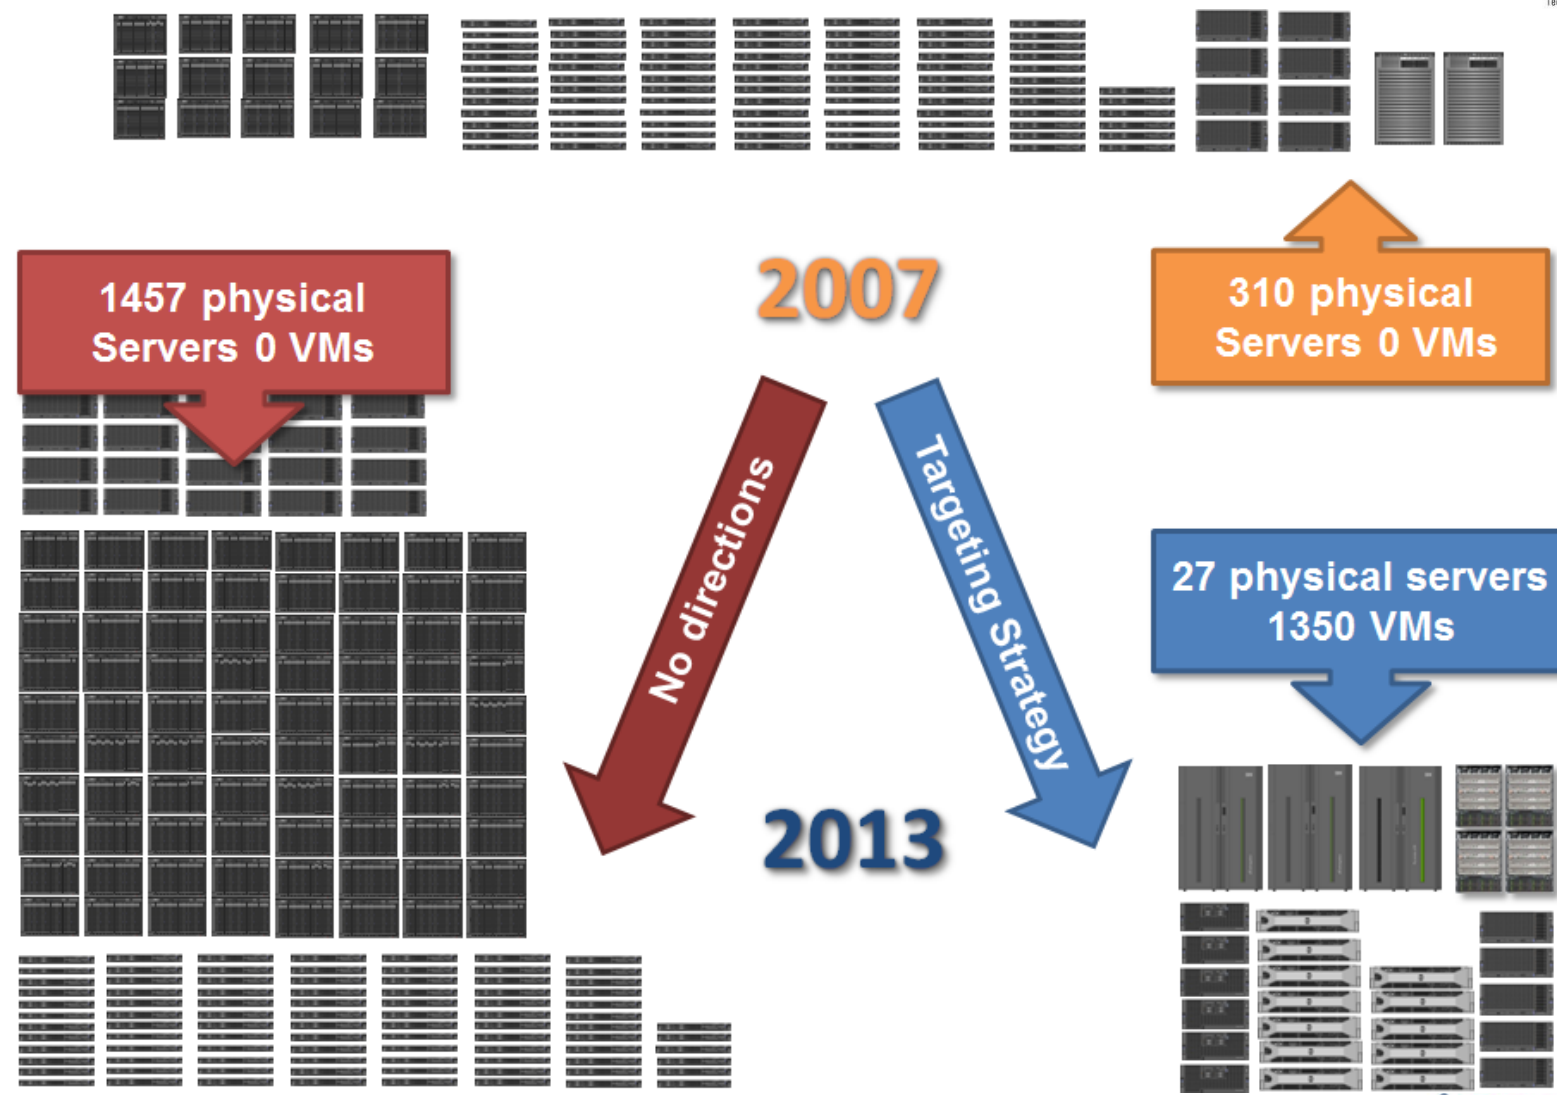 1457 physical
Servers 0 VMs
2007
310 physical
Servers 0 VMs
No directions
Targeting Strategy
27 physical servers
1350 VMs
2013